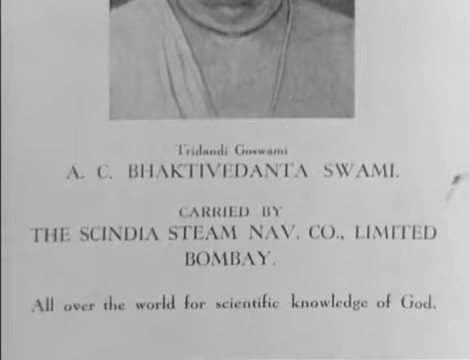 Tridandi Goswami
A. C. BHAKTIVEDANTA SWAMI.
CARRIED BY
THE SCINDIA STEAM NAV. CO., LIMITED
BOMBAY.
All over the world for scientific knowledge of God.